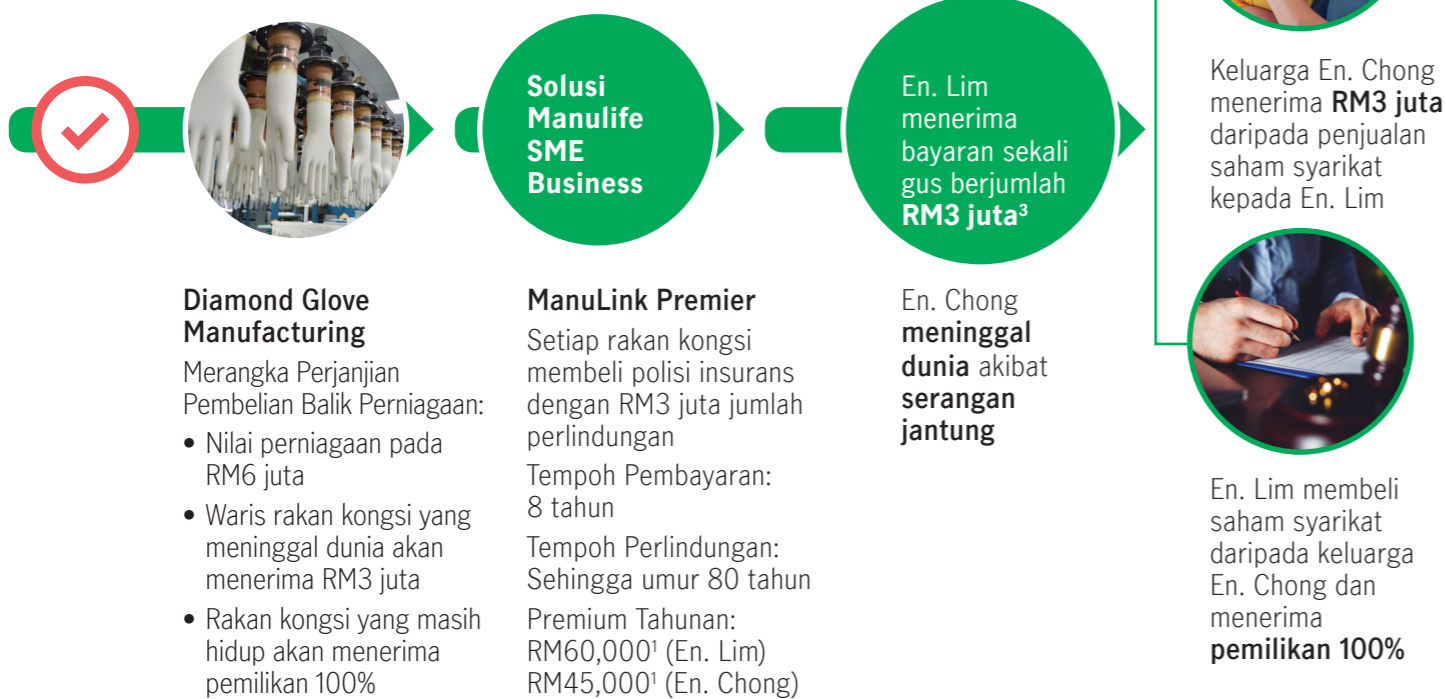 Solusi
Manulife
SME
Business
En. Lim
menerima
bayaran sekali
gus berjumlah
RM3 juta³
Keluarga En. Chong
menerima RM3 juta
daripada penjualan
saham syarikat
kepada En. Lim
Diamond Glove
Manufacturing
Merangka Perjanjian
Pembelian Balik Perniagaan:
• Nilai perniagaan pada
RM6 juta
• Waris rakan kongsi yang
meninggal dunia akan
menerima RM3 juta
• Rakan kongsi yang masih
hidup akan menerima
pemilikan 100%
ManuLink Premier
Setiap rakan kongsi
membeli polisi insurans
dengan RM3 juta jumlah
perlindungan
Tempoh Pembayaran:
8 tahun
Tempoh Perlindungan:
Sehingga umur 80 tahun
Premium Tahunan:
RM60,000¹ (En. Lim)
RM45,000¹ (En. Chong)
En. Chong
meninggal
dunia akibat
serangan
jantung
En. Lim membeli
saham syarikat
daripada keluarga
En. Chong dan
menerima
pemilikan 100%